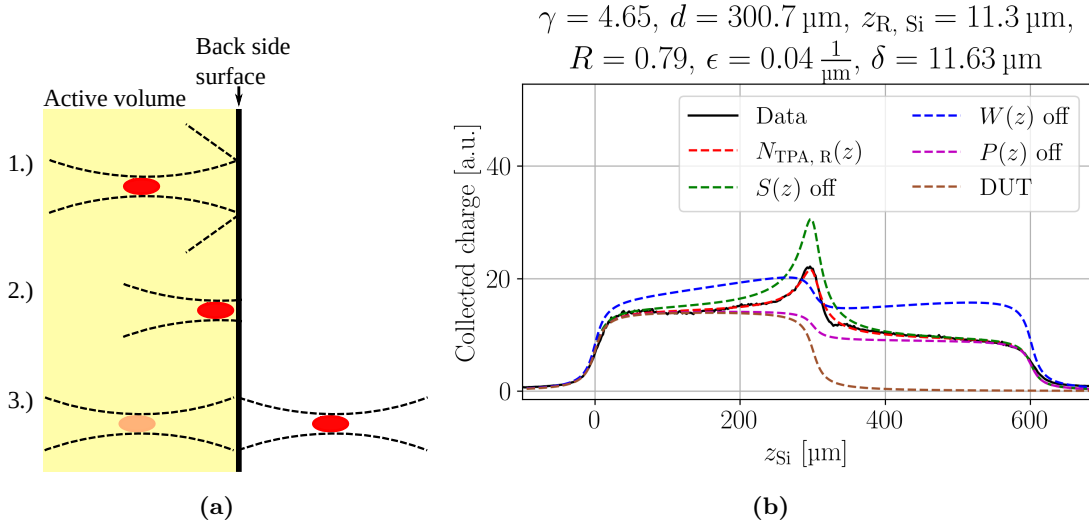 Back side
surface
Active volume
1.)
2.)
3.)
(a)
γ = 4.65, d = 300.7 µm, z_R, Si = 11.3 µm,
R = 0.79, ϵ = 0.04 1/µm, δ = 11.63 µm
Collected charge [a.u.]
40
20
0
Data
N_TPA, R(z)
S(z) off
W(z) off
P(z) off
DUT
0
200
400
600
z_Si [µm]
(b)